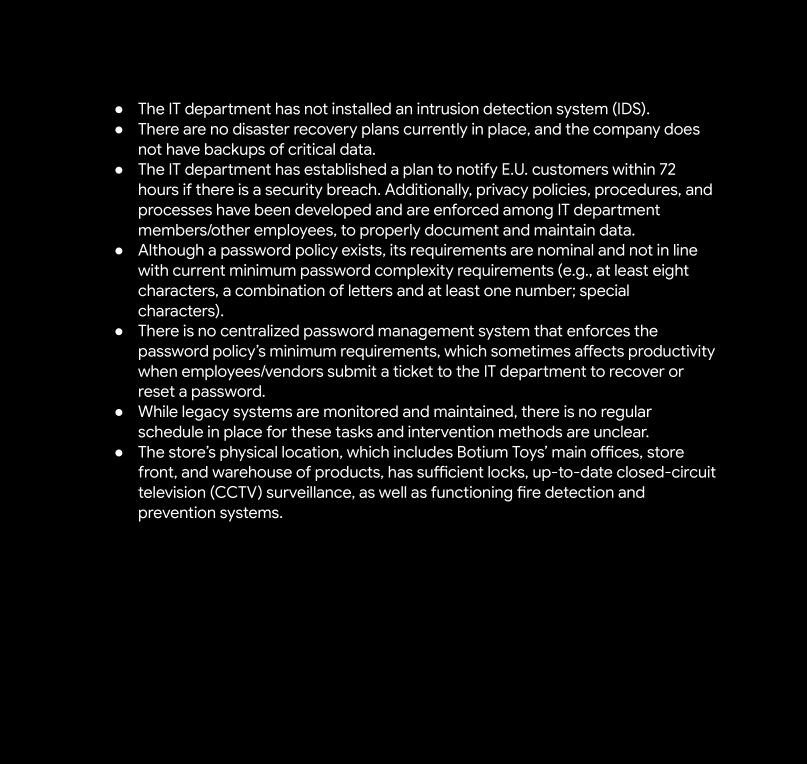 ● The IT department has not installed an intrusion detection system (IDS).
● There are no disaster recovery plans currently in place, and the company does
not have backups of critical data.
● The IT department has established a plan to notify E.U. customers within 72
hours if there is a security breach. Additionally, privacy policies, procedures, and
processes have been developed and are enforced among IT department
members/other employees, to properly document and maintain data.
● Although a password policy exists, its requirements are nominal and not in line
with current minimum password complexity requirements (e.g., at least eight
characters, a combination of letters and at least one number; special
characters).
● There is no centralized password management system that enforces the
password policy’s minimum requirements, which sometimes affects productivity
when employees/vendors submit a ticket to the IT department to recover or
reset a password.
● While legacy systems are monitored and maintained, there is no regular
schedule in place for these tasks and intervention methods are unclear.
● The store’s physical location, which includes Botium Toys’ main offices, store
front, and warehouse of products, has sufficient locks, up-to-date closed-circuit
television (CCTV) surveillance, as well as functioning fire detection and
prevention systems.